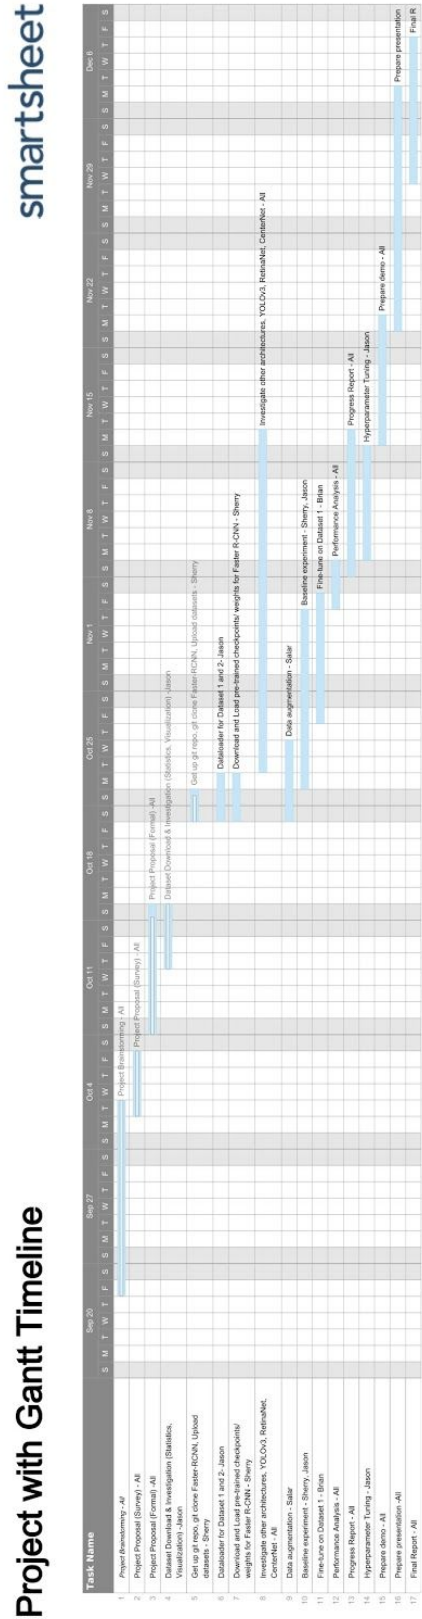 Project with Gantt Timeline
smartsheet
Task Name
Sep 20 Sep 27 Oct 4 Oct 11 Oct 18 Oct 25 Nov 1 Nov 8 Nov 15 Nov 22 Nov 29 Dec 6
S M T W T F S S M T W T F S S M T W T F S S M T W T F S S M T W T F S S M T W T F S S M T W T F S S M T W T F S S M T W T F S S M T W T F S S M T W T F S S M T W T F S
1 Project Brainstorming - All
Project Brainstorming - All
2 Project Proposal (Survey) - All
Project Proposal (Survey) - All
3 Project Proposal (Formal) -All
Project Proposal (Formal) -All
4 Dataset Download & Investigation (Statistics,
Visualization) -Jason
Dataset Download & Investigation (Statistics, Visualization) -Jason
5 Get up git repo, git clone Faster-RCNN, Upload
datasets - Sherry
Get up git repo, git clone Faster-RCNN, Upload datasets - Sherry
6 Dataloader for Dataset 1 and 2- Jason
Dataloader for Dataset 1 and 2- Jason
7 Download and Load pre-trained checkpoints/
weights for Faster R-CNN - Sherry
Download and Load pre-trained checkpoints/ weights for Faster R-CNN - Sherry
8 Investigate other architectures, YOLOv3, RetinaNet,
CenterNet - All
Investigate other architectures, YOLOv3, RetinaNet, CenterNet - All
9 Data augmentation - Salar
Data augmentation - Salar
10 Baseline experiment - Sherry, Jason
Baseline experiment - Sherry, Jason
11 Fine-tune on Dataset 1 - Brian
Fine-tune on Dataset 1 - Brian
12 Performance Analysis - All
Performance Analysis - All
13 Progress Report - All
Progress Report - All
14 Hyperparameter Tuning - Jason
Hyperparameter Tuning - Jason
15 Prepare demo - All
Prepare demo - All
16 Prepare presentation -All
Prepare presentation
17 Final Report - All
Final R